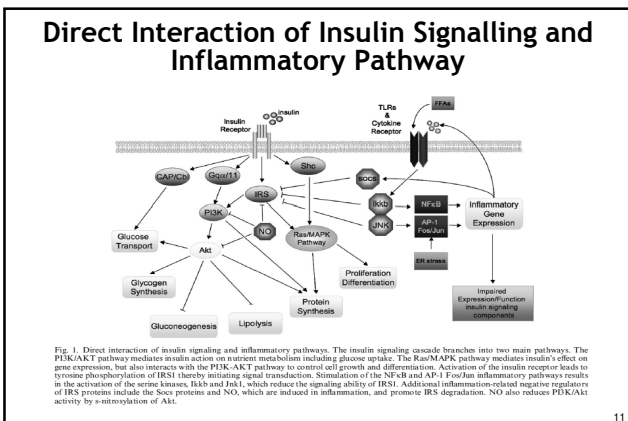 Direct Interaction of Insulin Signalling and
Inflammatory Pathway
insulin
Insulin
Receptor
TLRs
&
Cytokine
Receptor
FFAs
CAP/Cb
Gqα/11
Shc
SOCS
IRS
Ikkb
NFκB
Inflammatory
Gene
Expression
PI3K
JNK
AP-1
Fos/Jun
NO
Ras/MAPK
Pathway
Glucose
Transport
Akt
ER stress
Glycogen
Synthesis
Proliferation
Differentiation
Protein
Synthesis
Impaired
Expression/Function
insulin signaling
components
Gluconeogenesis
Lipolysis
Fig. 1. Direct interaction of insulin signaling and inflammatory pathways. The insulin signaling cascade branches into two main pathways. The
PI3K/AKT pathway mediates insulin action on nutrient metabolism including glucose uptake. The Ras/MAPK pathway mediates insulin's effect on
gene expression, but also interacts with the PI3K-AKT pathway to control cell growth and differentiation. Activation of the insulin receptor leads to
tyrosine phosphorylation of IRS1 thereby initiating signal transduction. Stimulation of the NFκB and AP-1 Fos/Jun inflammatory pathways results
in the activation of the serine kinases, Ikkb and Jnk1, which reduce the signaling ability of IRS1. Additional inflammation-related negative regulators
of IRS proteins include the Socs proteins and NO, which are induced in inflammation, and promote IRS degradation. NO also reduces PI3K/Akt
activity by s-nitrosylation of Akt.
11